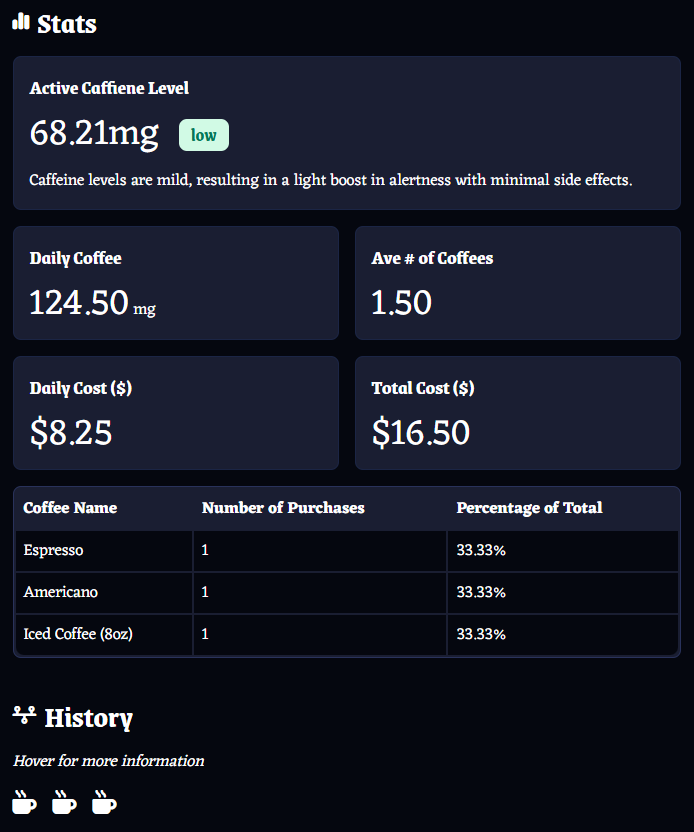 Stats
Active Caffiene Level
68.21mg low
Caffeine levels are mild, resulting in a light boost in alertness with minimal side effects.
Daily Coffee
124.50 mg
Ave # of Coffees
1.50
Daily Cost ($)
$8.25
Total Cost ($)
$16.50
Coffee Name Number of Purchases Percentage of Total
Espresso 1 33.33%
Americano 1 33.33%
Iced Coffee (8oz) 1 33.33%
History
Hover for more information